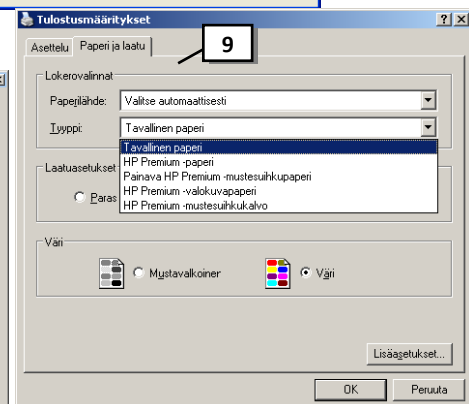 Tulostusmääritykset
Asettelu Paperi ja laatu
9
Lokerovalinnat
Paperilähde: Valitse automaattisesti
Tyyppi: Tavallinen paperi
Tavallinen paperi
HP Premium -paperi
Painava HP Premium -mustesuihkupaperi
HP Premium -valokuvapaperi
HP Premium -mustesuihkukalvo
Laatuasetukset
Paras
Väri
Mustavalkoinen
Väri
Lisäasetukset...
OK Peruuta